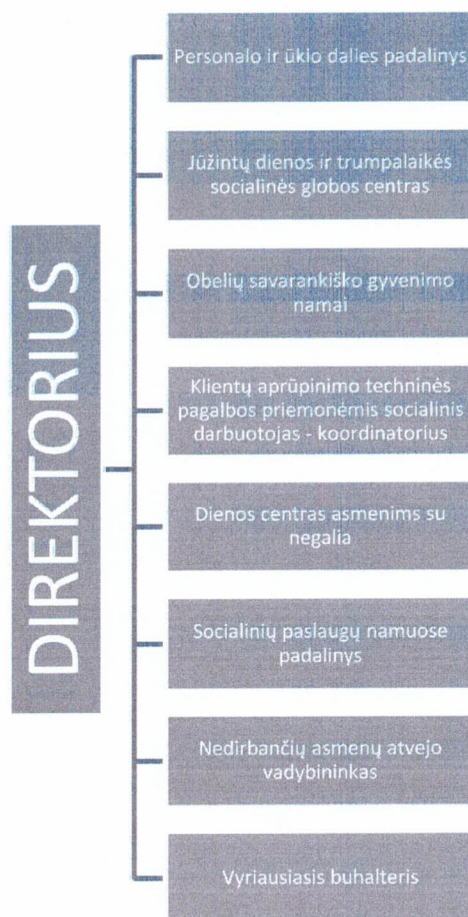 DIREKTORIUS
Personalo ir ūkio dalies padalinys
Jūžintų dienos ir trumpalaikės
socialinės globos centras
Obelių savarankiško gyvenimo
namai
Klientų aprūpinimo techninės
pagalbos priemonėmis socialinis
darbuotojas - koordinatorius
Dienos centras asmenims su
negalia
Socialinių paslaugų namuose
padalinys
Nedirbančių asmenų atvejo
vadybininkas
Vyriausiasis buhalteris